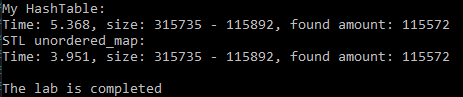 My HashTable:
Time: 5.368, size: 315735 - 115892, found amount: 115572
STL unordered_map:
Time: 3.951, size: 315735 - 115892, found amount: 115572
The lab is completed